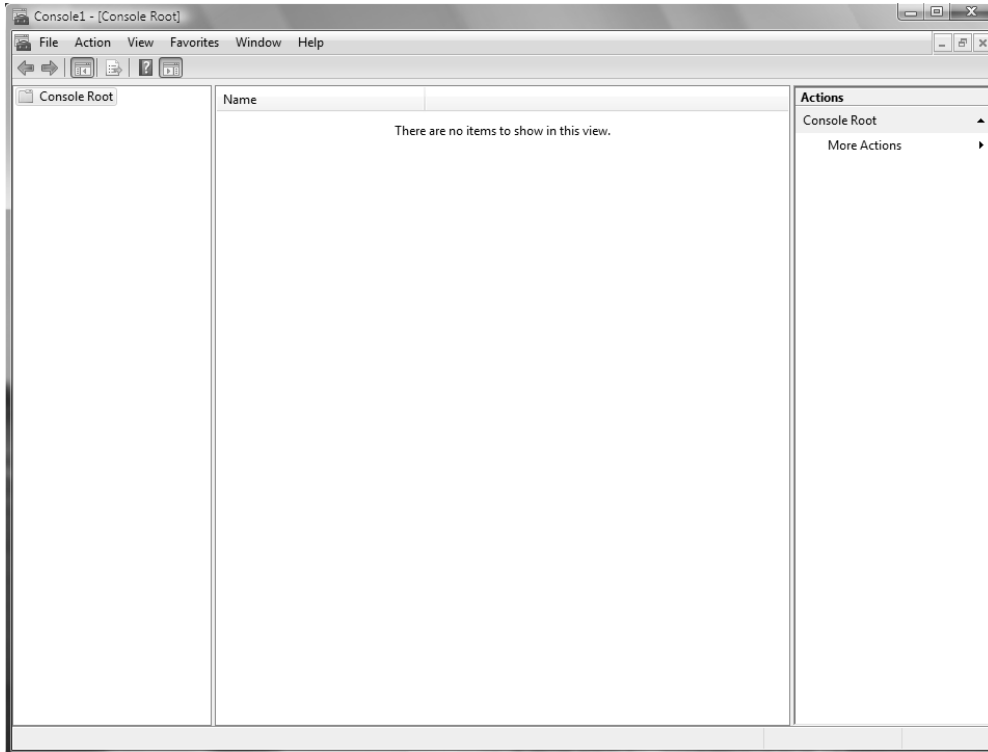 Console1 - [Console Root]
File Action View Favorites Window Help
Console Root
Name
There are no items to show in this view.
Actions
Console Root
More Actions